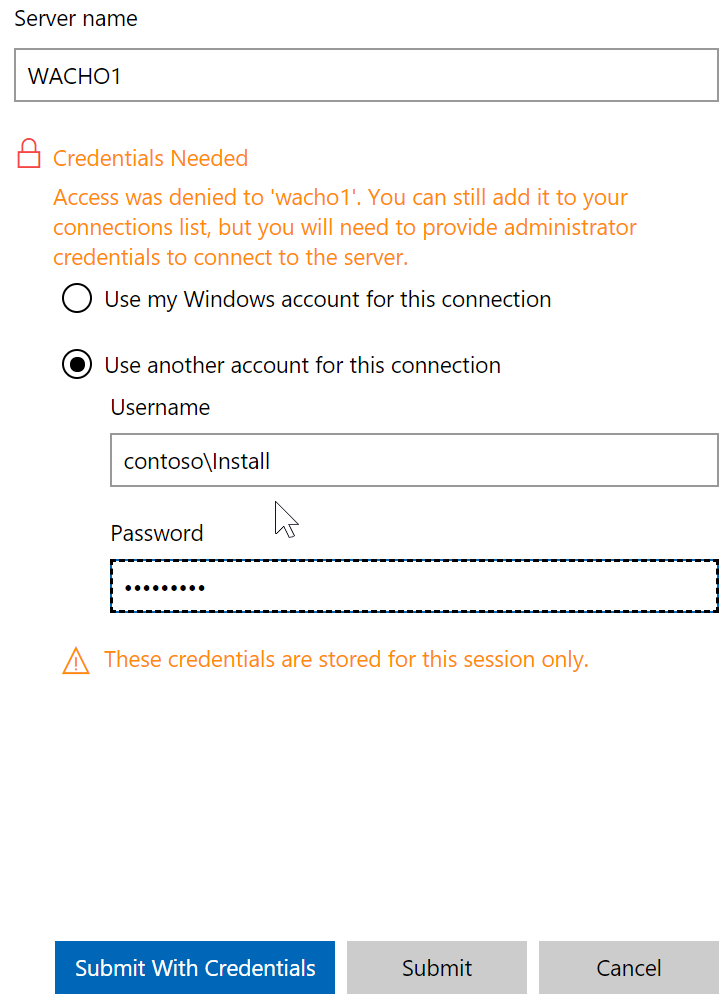 Server name
WACHO1
Credentials Needed
Access was denied to 'wacho1'. You can still add it to your
connections list, but you will need to provide administrator
credentials to connect to the server.
Use my Windows account for this connection
Use another account for this connection
Username
contoso\Install
Password
•••••••••
These credentials are stored for this session only.
Submit With Credentials
Submit
Cancel